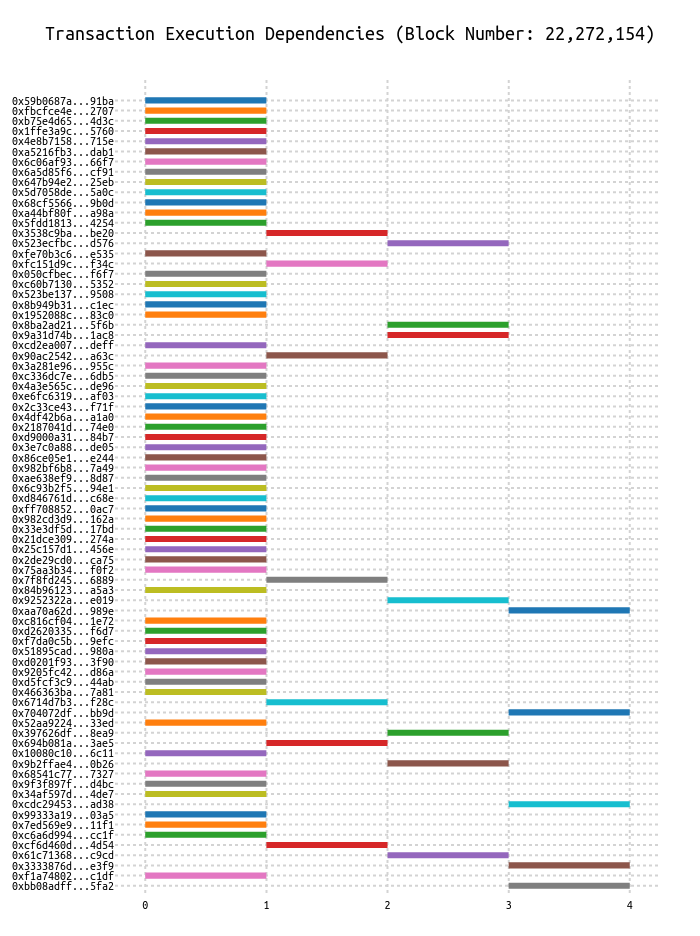 Transaction Execution Dependencies (Block Number: 22,272,154)
0x59b0687a...91ba
0xfbcfce4e...2707
0xb75e4d65...4d3c
0x1ffe3a9c...5760
0x4e8b7158...715e
0xa5216fb3...dab1
0x6c06af93...66f7
0x6a5d85f6...cf91
0x647b94e2...25eb
0x5d7058de...5a0c
0x68cf5566...9b0d
0xa44bf80f...a98a
0x5fdd1813...4254
0x3538c9ba...be20
0x523ecfbc...d576
0xfe70b3c6...e535
0xfc151d9c...f34c
0x050cfbec...f6f7
0xc60b7130...5352
0x523be137...9508
0x8b949b31...c1ec
0x1952088c...83c0
0x8ba2ad21...5f6b
0x9a31d74b...1ac8
0xcd2ea007...deff
0x90ac2542...a63c
0x3a281e96...955c
0xc336dc7e...6db5
0x4a3e565c...de96
0xe6fc6319...af03
0x2c33ce43...f71f
0x4df42b6a...a1a0
0x2187041d...74e0
0xd9000a31...84b7
0x3e7c0a88...de05
0x86ce05e1...e244
0x982bf6b8...7a49
0xae638ef9...8d87
0x6c93b2f5...94e1
0xd846761d...c68e
0xff708852...0ac7
0x982cd3d9...162a
0x33e3df5d...17bd
0x21dce309...274a
0x25c157d1...456e
0x2de29cd0...ca75
0x75aa3b34...f0f2
0x7f8fd245...6889
0x84b96123...a5a3
0x9252322a...e019
0xaa70a62d...989e
0xc816cf04...1e72
0xd2620335...f6d7
0xf7da0c5b...9efc
0x51895cad...980a
0xd0201f93...3f90
0x9205fc42...d86a
0xd5fcf3c9...44ab
0x466363ba...7a81
0x6714d7b3...f28c
0x704072df...bb9d
0x52aa9224...33ed
0x397626df...8ea9
0x694b081a...3ae5
0x10080c10...6c11
0x9b2ffae4...0b26
0x68541c77...7327
0x9f3f897f...d4bc
0x34af597d...4de7
0xcdc29453...ad38
0x99333a19...03a5
0x7ed569e9...11f1
0xc6a6d994...cc1f
0xcf6d460d...4d54
0x61c71368...c9cd
0x3333876d...e3f9
0xf1a74802...c1df
0xbb08adff...5fa2
0 1 2 3 4